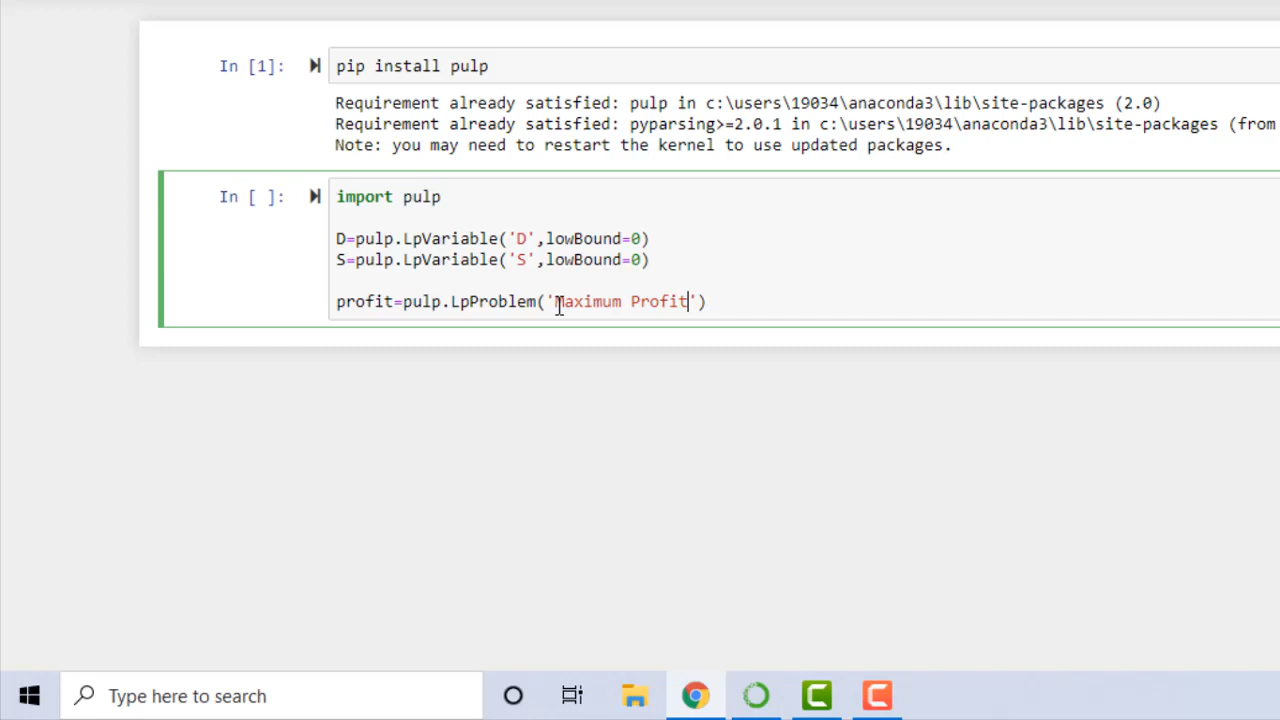 In [1]: pip install pulp
Requirement already satisfied: pulp in c:\users\19034\anaconda3\lib\site-packages (2.0)
Requirement already satisfied: pyparsing>=2.0.1 in c:\users\19034\anaconda3\lib\site-packages (from
Note: you may need to restart the kernel to use updated packages.
In [ ]: import pulp
D=pulp.LpVariable('D',lowBound=0)
S=pulp.LpVariable('S',lowBound=0)
profit=pulp.LpProblem('Maximum Profit')
Type here to search